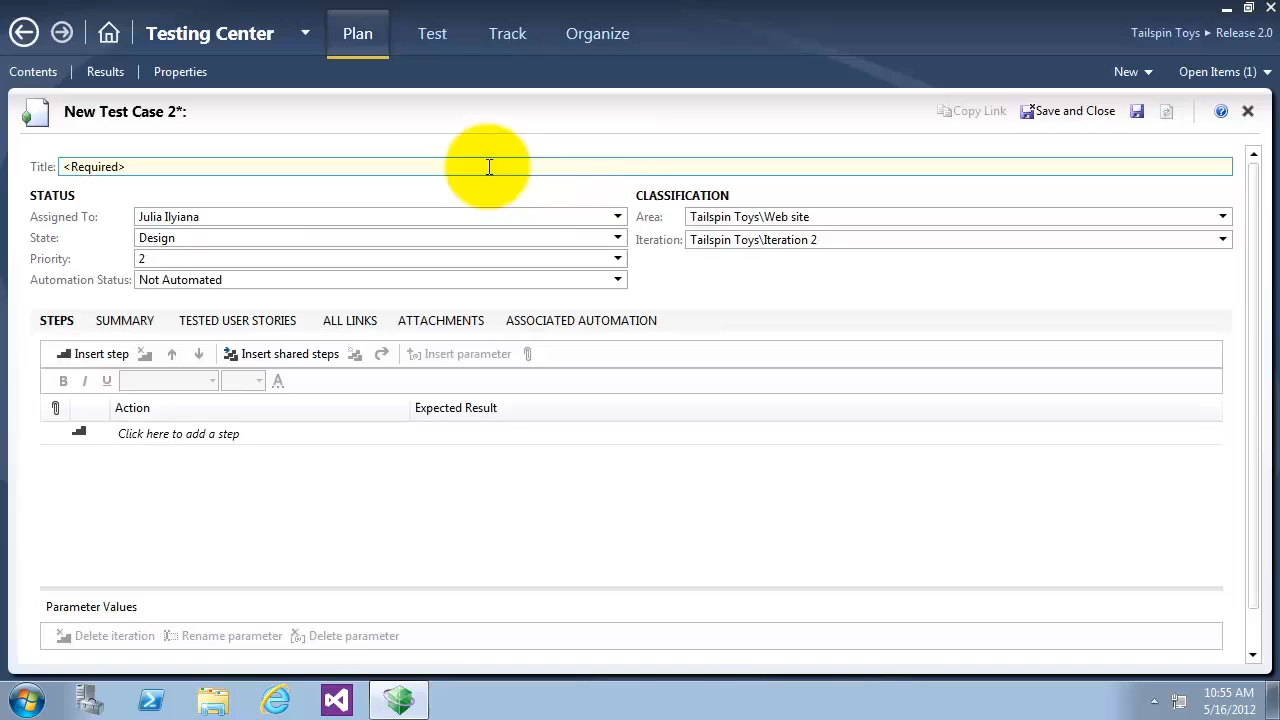 Testing Center Plan Test Track Organize Tailspin Toys ▸ Release 2.0
Contents Results Properties New Open Items (1)
New Test Case 2*: Copy Link Save and Close
Title: <Required>
STATUS CLASSIFICATION
Assigned To: Julia Ilyiana Area: Tailspin Toys\Web site
State: Design Iteration: Tailspin Toys\Iteration 2
Priority: 2
Automation Status: Not Automated
STEPS SUMMARY TESTED USER STORIES ALL LINKS ATTACHMENTS ASSOCIATED AUTOMATION
Insert step Insert shared steps Insert parameter
B I U A
Action Expected Result
Click here to add a step
Parameter Values
Delete iteration Rename parameter Delete parameter
10:55 AM
5/16/2012